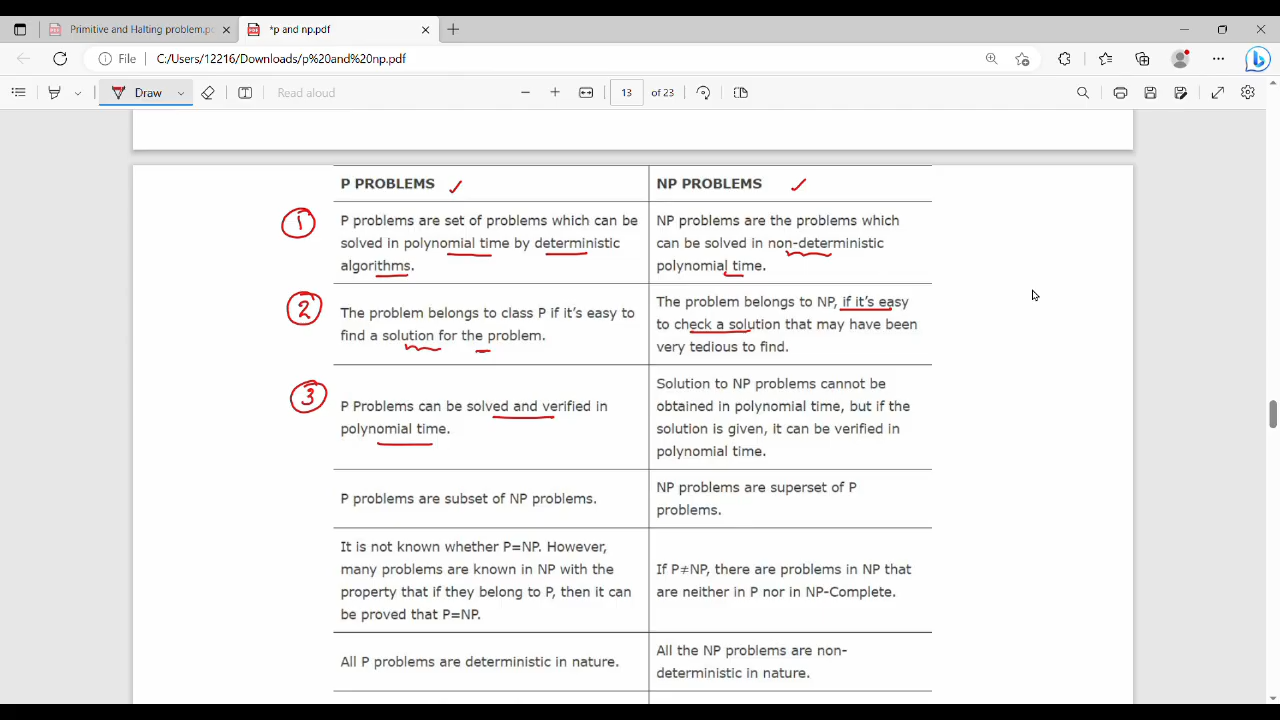 Primitive and Halting problem.pd
*p and np.pdf
File
C:/Users/12216/Downloads/p%20and%20np.pdf
Draw
Read aloud
13
of 23
P PROBLEMS
NP PROBLEMS
1
P problems are set of problems which can be
solved in polynomial time by deterministic
algorithms.
NP problems are the problems which
can be solved in non-deterministic
polynomial time.
2
The problem belongs to class P if it’s easy to
find a solution for the problem.
The problem belongs to NP, if it’s easy
to check a solution that may have been
very tedious to find.
3
P Problems can be solved and verified in
polynomial time.
Solution to NP problems cannot be
obtained in polynomial time, but if the
solution is given, it can be verified in
polynomial time.
P problems are subset of NP problems.
NP problems are superset of P
problems.
It is not known whether P=NP. However,
many problems are known in NP with the
property that if they belong to P, then it can
be proved that P=NP.
If P≠NP, there are problems in NP that
are neither in P nor in NP-Complete.
All P problems are deterministic in nature.
All the NP problems are non-
deterministic in nature.